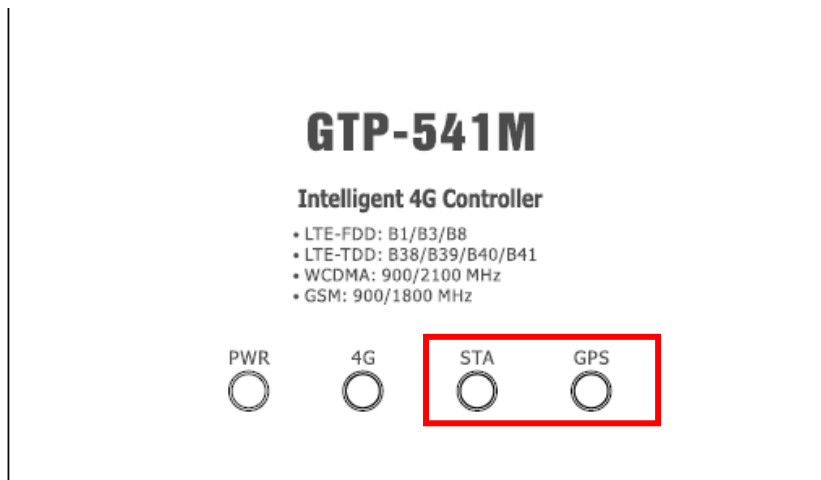 GTP-541M
Intelligent 4G Controller
• LTE-FDD: B1/B3/B8
• LTE-TDD: B38/B39/B40/B41
• WCDMA: 900/2100 MHz
• GSM: 900/1800 MHz
PWR 4G STA GPS